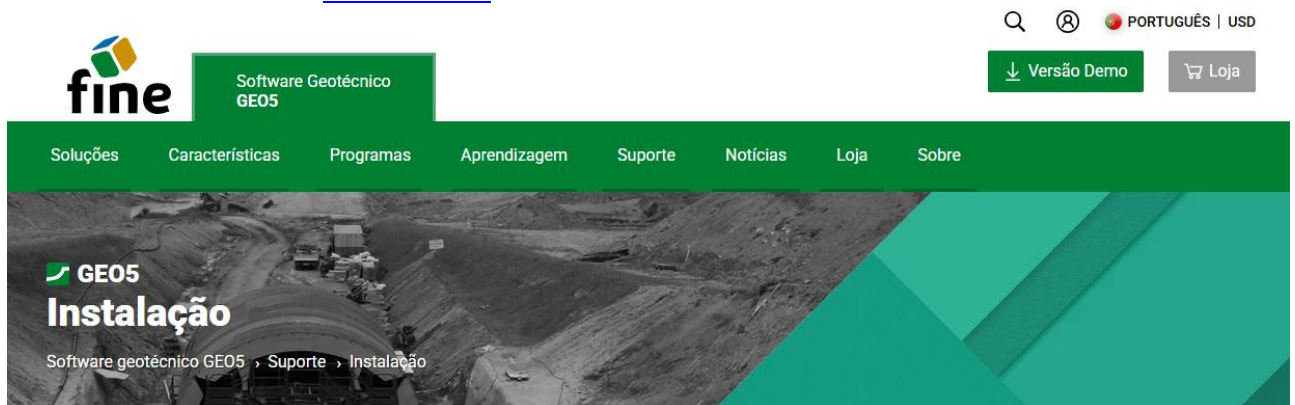 PORTUGUÊS | USD
fine
Software Geotécnico
GEO5
Versão Demo
Loja
Soluções Características Programas Aprendizagem Suporte Notícias Loja Sobre
GEO5
Instalação
Software geotécnico GEO5 › Suporte › Instalação